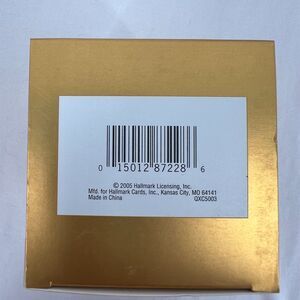 0 15012 87228 6
© 2005 Hallmark Licensing, Inc.
Mfd. for Hallmark Cards, Inc., Kansas City, MO 64141
Made in China QXC5003